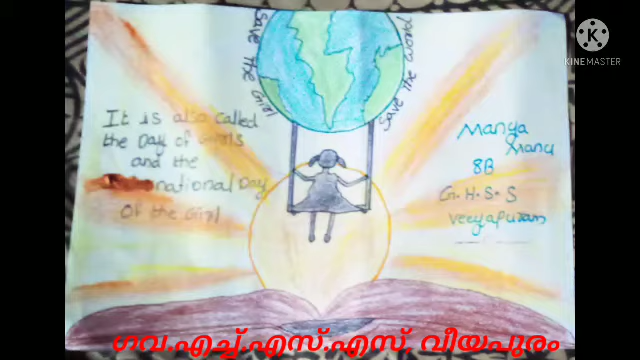 Save the Girl
Save the world
It is also called
the Day of Girls
and the
national Day
Of the Girl
Manya
Manu
8B
G. H. S. S
Veeyapuram
ഗവ.എച്ച്.എസ്.എസ്, വീയപുരം
KINEMASTER